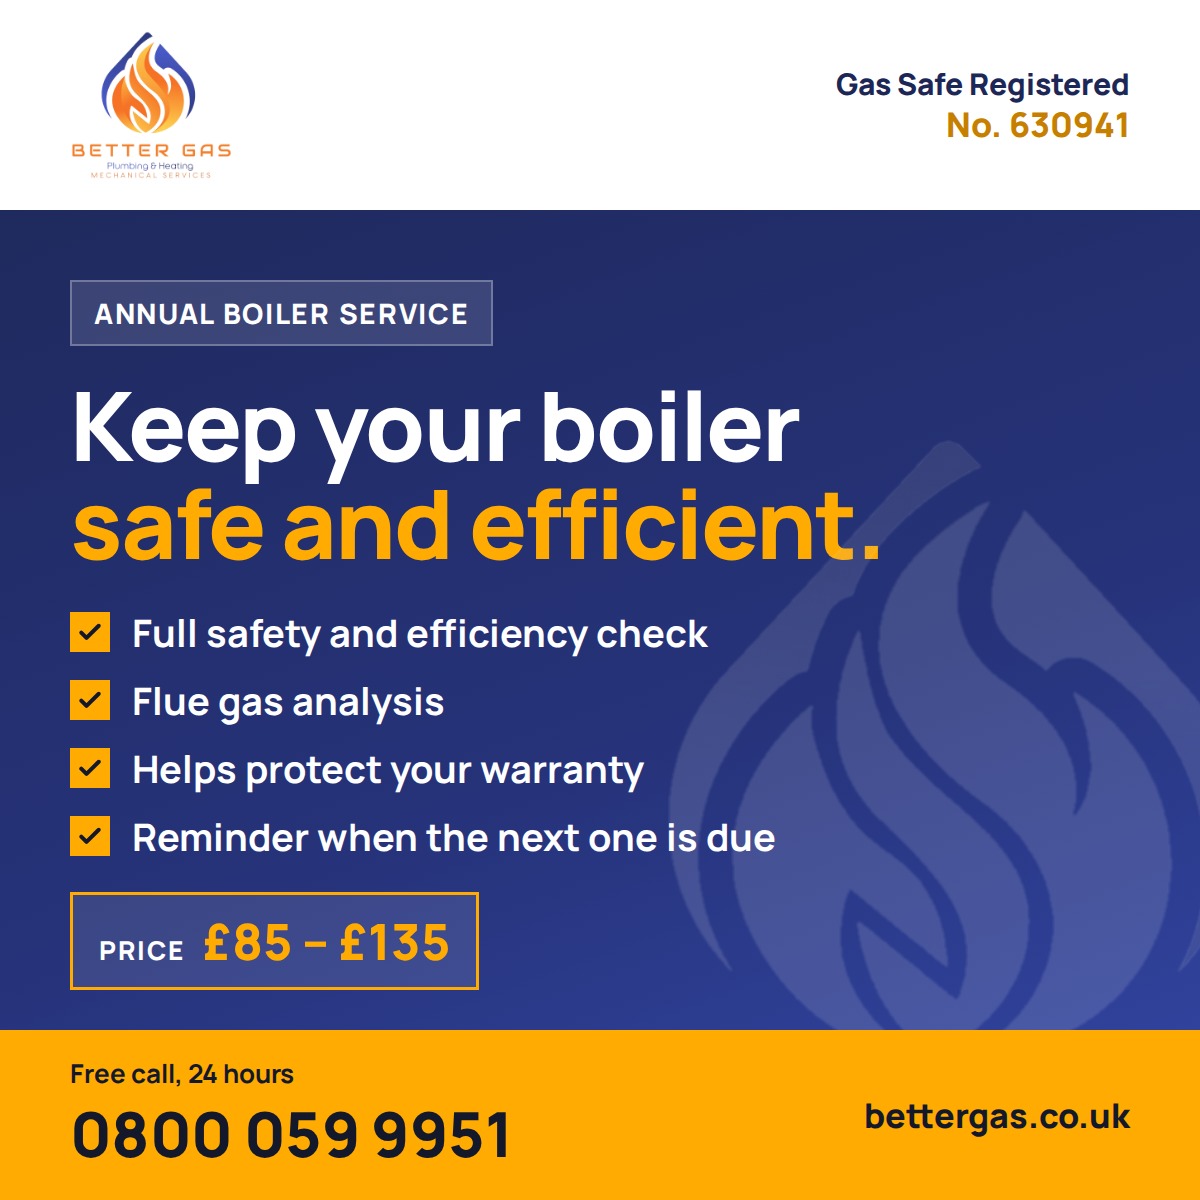 BETTER GAS
Plumbing & Heating
MECHANICAL SERVICES
Gas Safe Registered
No. 630941
ANNUAL BOILER SERVICE
Keep your boiler
safe and efficient.
Full safety and efficiency check
Flue gas analysis
Helps protect your warranty
Reminder when the next one is due
PRICE £85 – £135
Free call, 24 hours
0800 059 9951
bettergas.co.uk